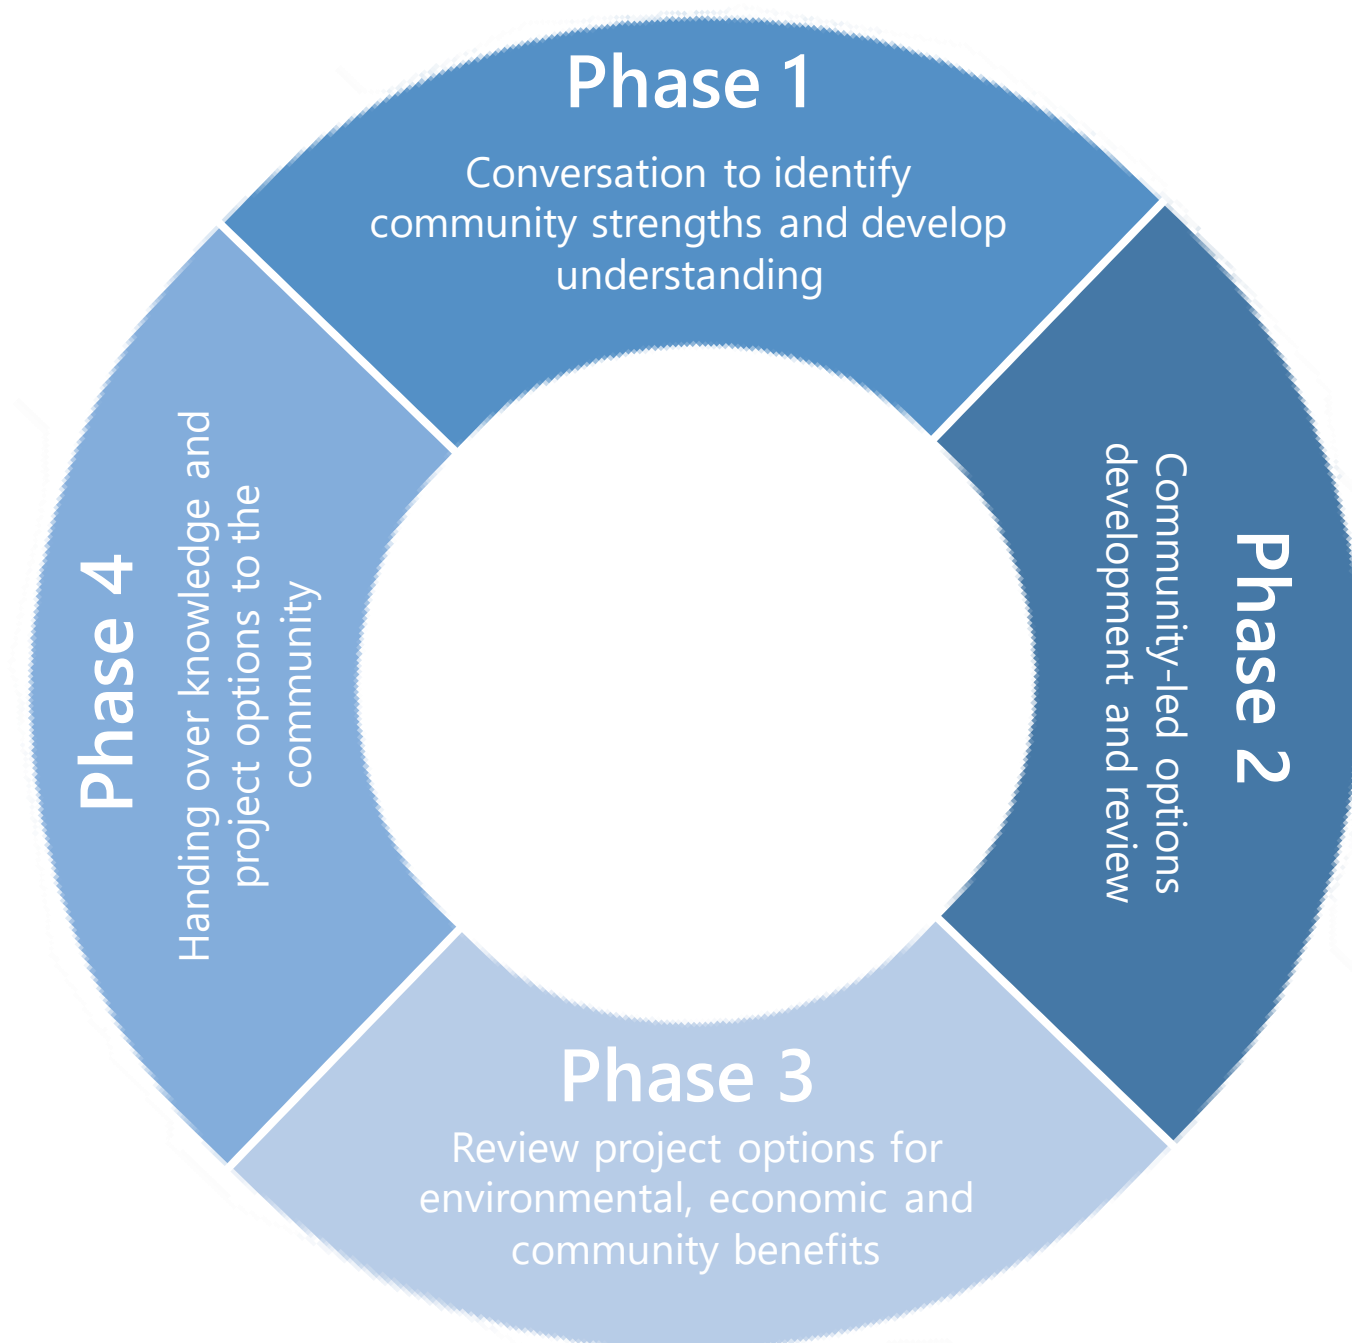 Phase 1
Conversation to identify
community strengths and develop
understanding
Phase 2
Community-led options
development and review
Phase 3
Review project options for
environmental, economic and
community benefits
Phase 4
Handing over knowledge and
project options to the
community